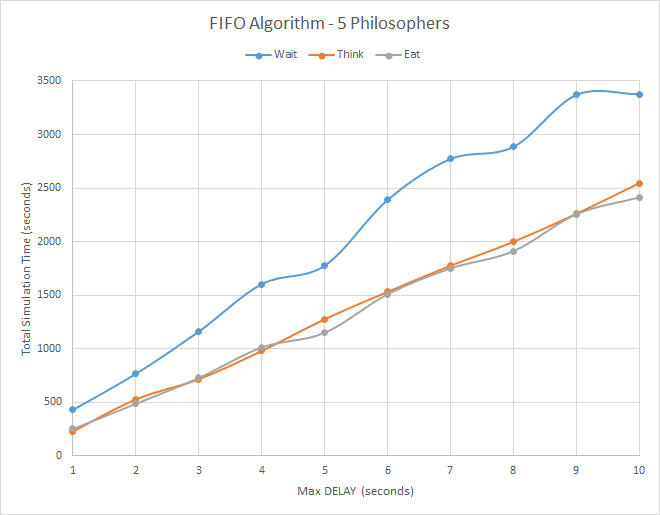 FIFO Algorithm - 5 Philosophers
Wait Think Eat
3500
3000
2500
2000
1500
1000
500
0
Total Simulation Time (seconds)
1 2 3 4 5 6 7 8 9 10
Max DELAY (seconds)